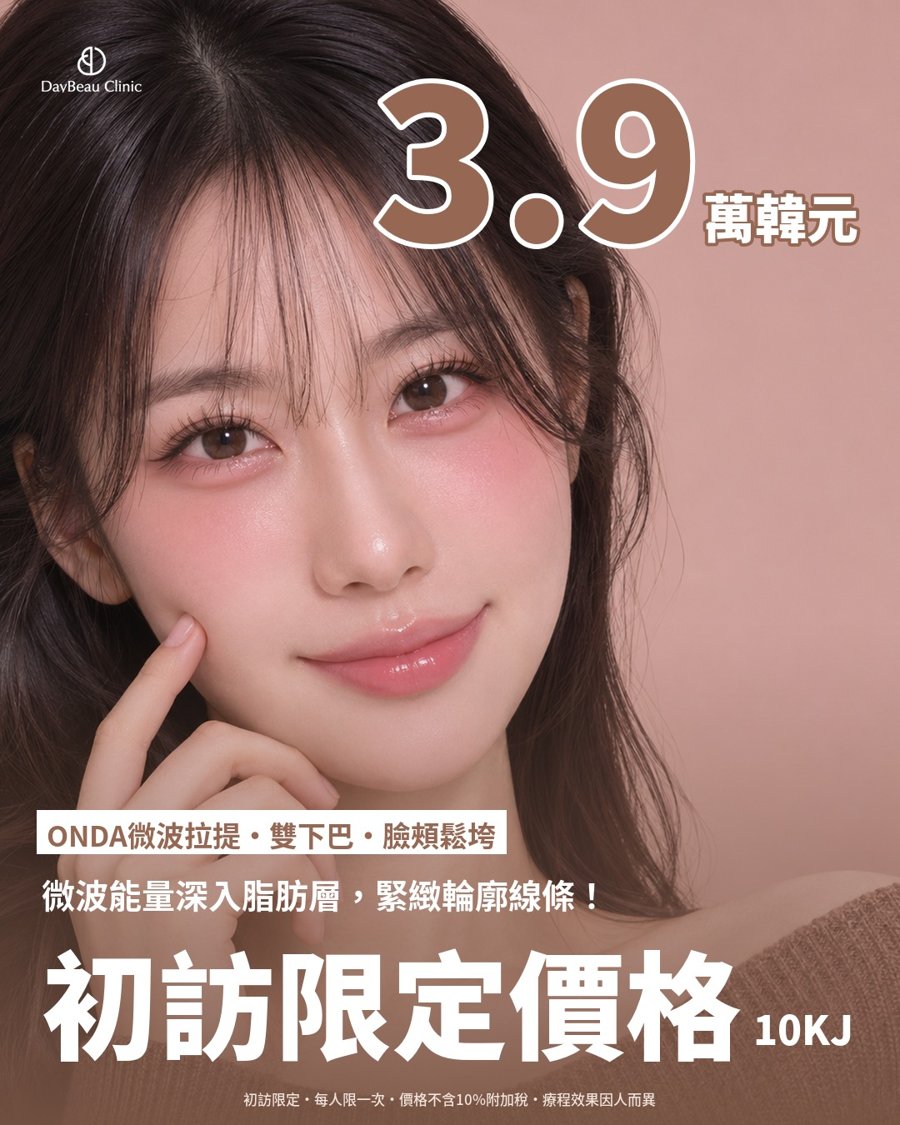 DayBeau Clinic
3.9萬韓元
ONDA微波拉提・雙下巴・臉頰鬆垮
微波能量深入脂肪層，緊緻輪廓線條！
初訪限定價格 10KJ
初訪限定・每人限一次・價格不含10%附加稅・療程效果因人而異